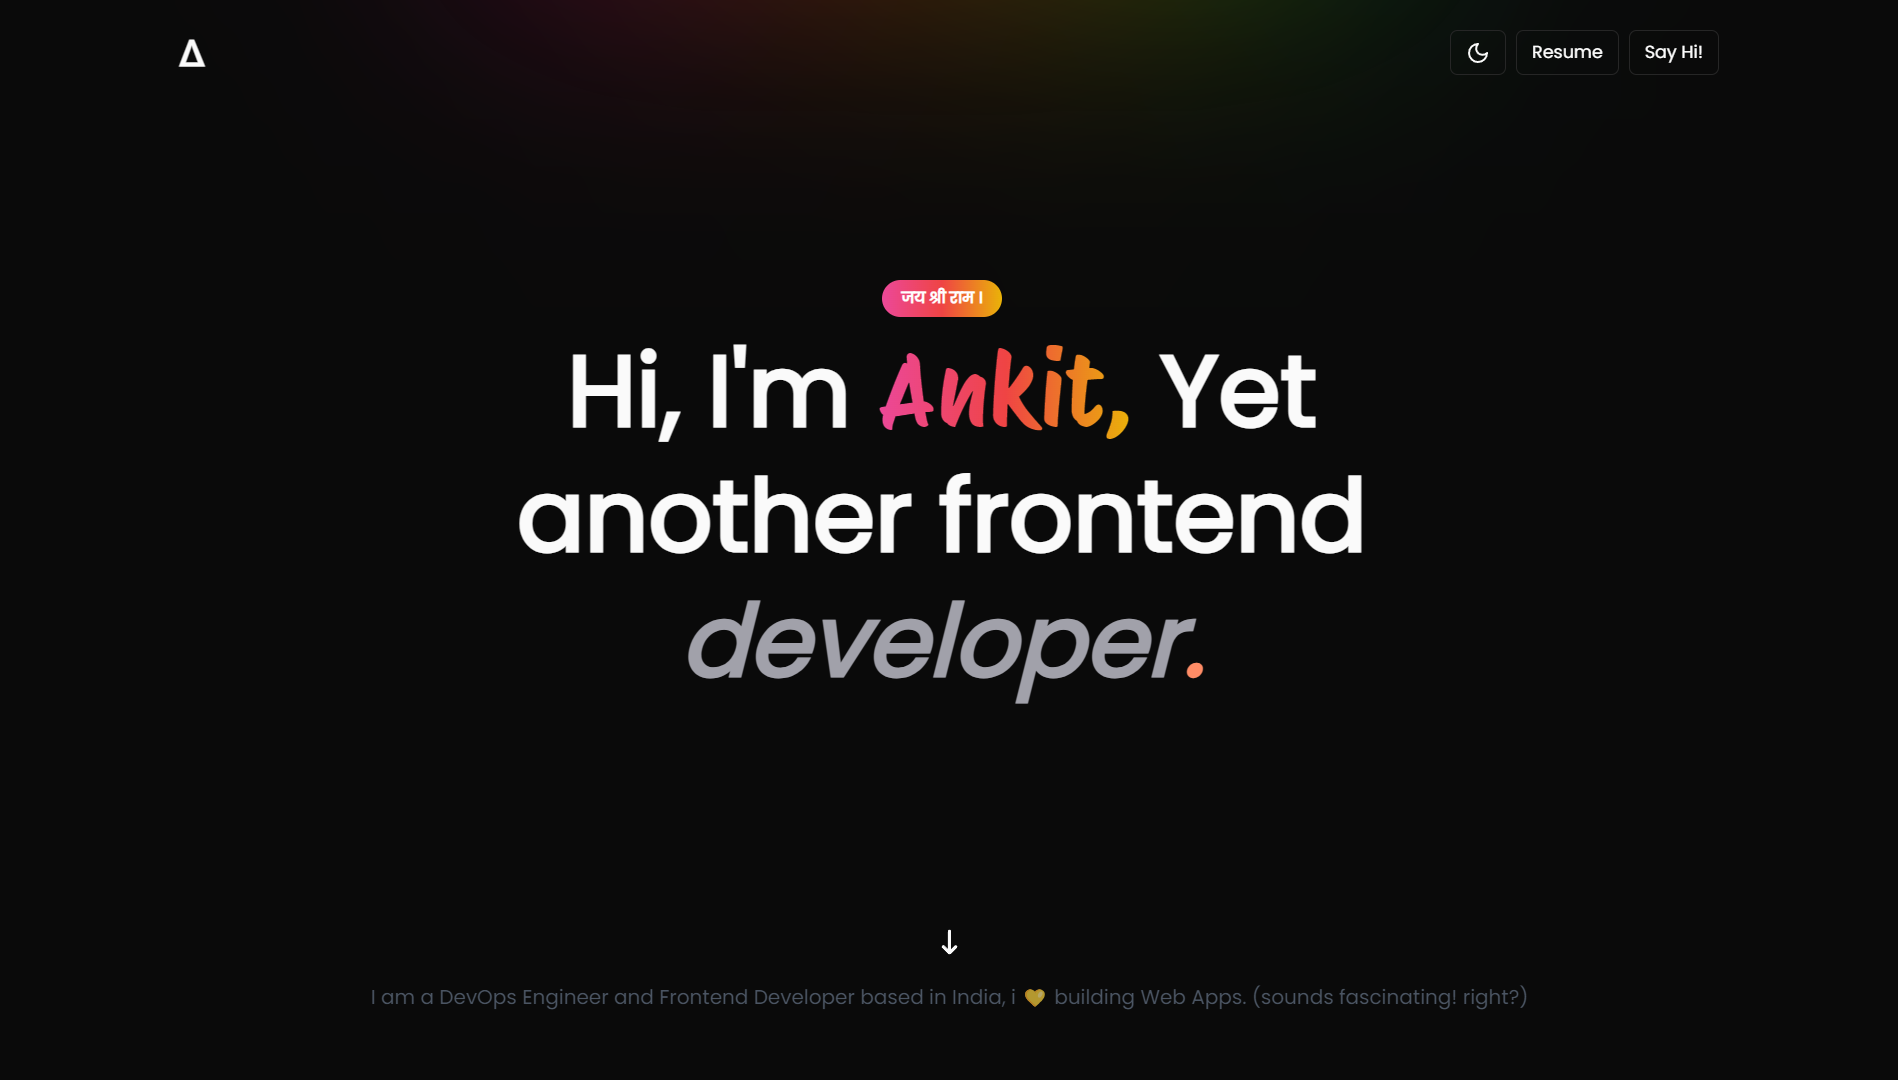 Δ
Resume
Say Hi!
जय श्री राम ।
Hi, I'm Ankit, Yet
another frontend
developer.
I am a DevOps Engineer and Frontend Developer based in India, i 💛 building Web Apps. (sounds fascinating! right?)